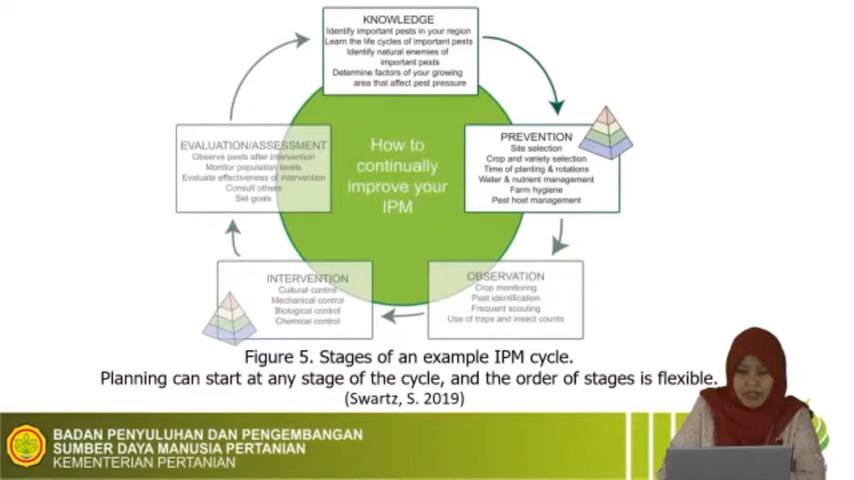 KNOWLEDGE
Identify important pests in your region
Learn the life cycles of important pests
Identify natural enemies of
important pests
Determine factors of your growing
area that affect pest pressure
PREVENTION
Site selection
Crop and variety selection
Time of planting & rotations
Water & nutrient management
Farm hygiene
Pest host management
OBSERVATION
Crop monitoring
Pest identification
Frequent scouting
Use of traps and insect counts
INTERVENTION
Cultural control
Mechanical control
Biological control
Chemical control
EVALUATION/ASSESSMENT
Observe pests after intervention
Monitor population levels
Evaluate effectiveness of intervention
Consult others
Set goals
How to
continually
improve your
IPM
Figure 5. Stages of an example IPM cycle.
Planning can start at any stage of the cycle, and the order of stages is flexible.
(Swartz, S. 2019)
BADAN PENYULUHAN DAN PENGEMBANGAN
SUMBER DAYA MANUSIA PERTANIAN
KEMENTERIAN PERTANIAN